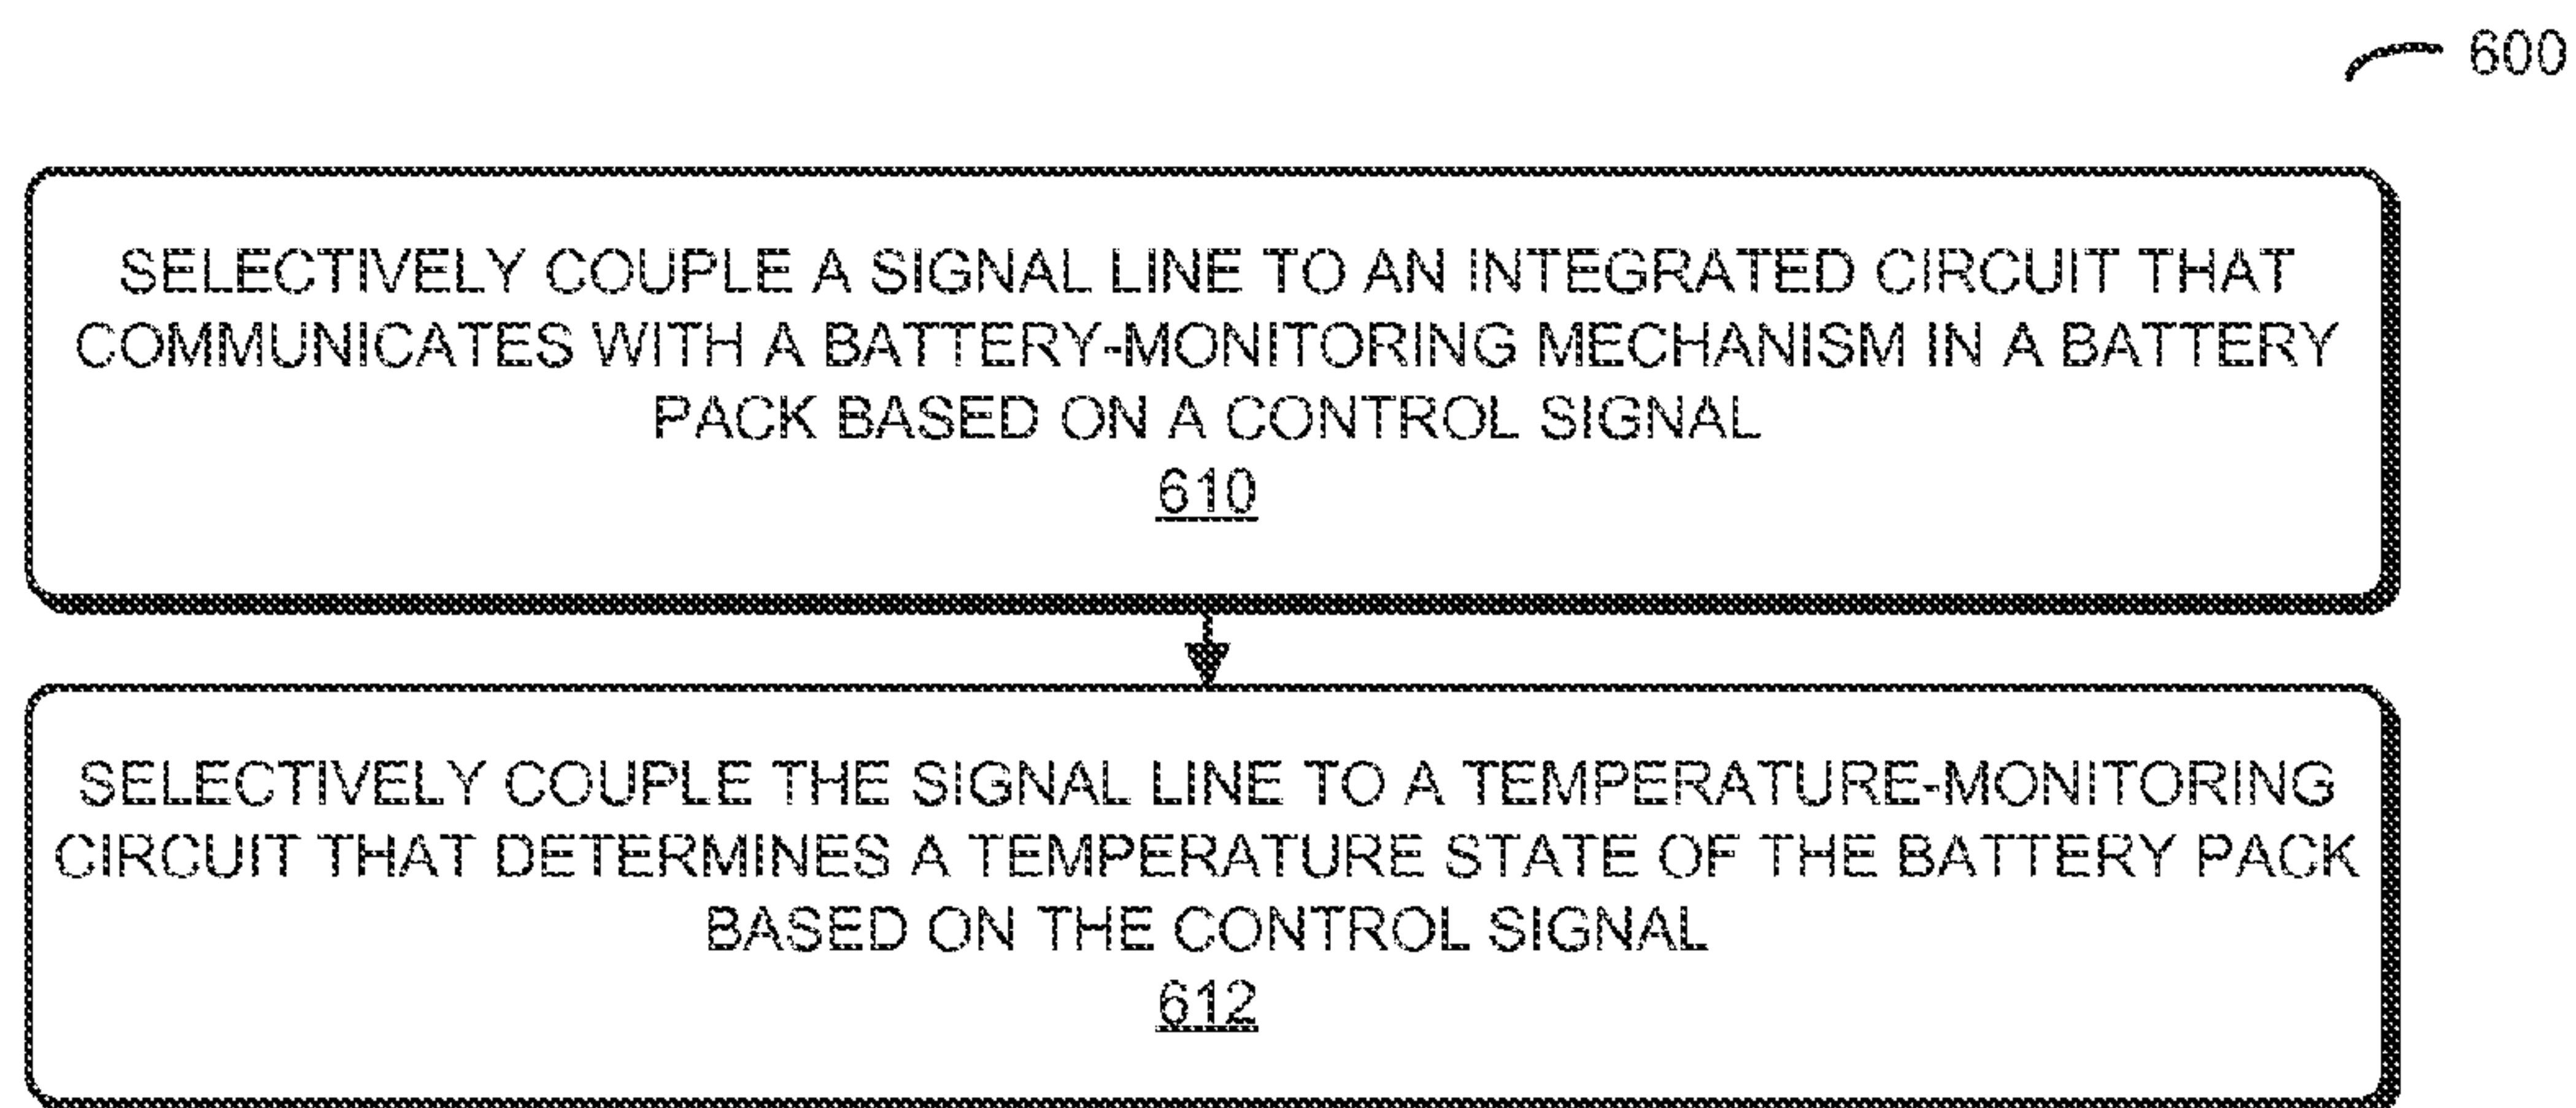 600
SELECTIVELY COUPLE A SIGNAL LINE TO AN INTEGRATED CIRCUIT THAT
COMMUNICATES WITH A BATTERY-MONITORING MECHANISM IN A BATTERY
PACK BASED ON A CONTROL SIGNAL
610
SELECTIVELY COUPLE THE SIGNAL LINE TO A TEMPERATURE-MONITORING
CIRCUIT THAT DETERMINES A TEMPERATURE STATE OF THE BATTERY PACK
BASED ON THE CONTROL SIGNAL
612